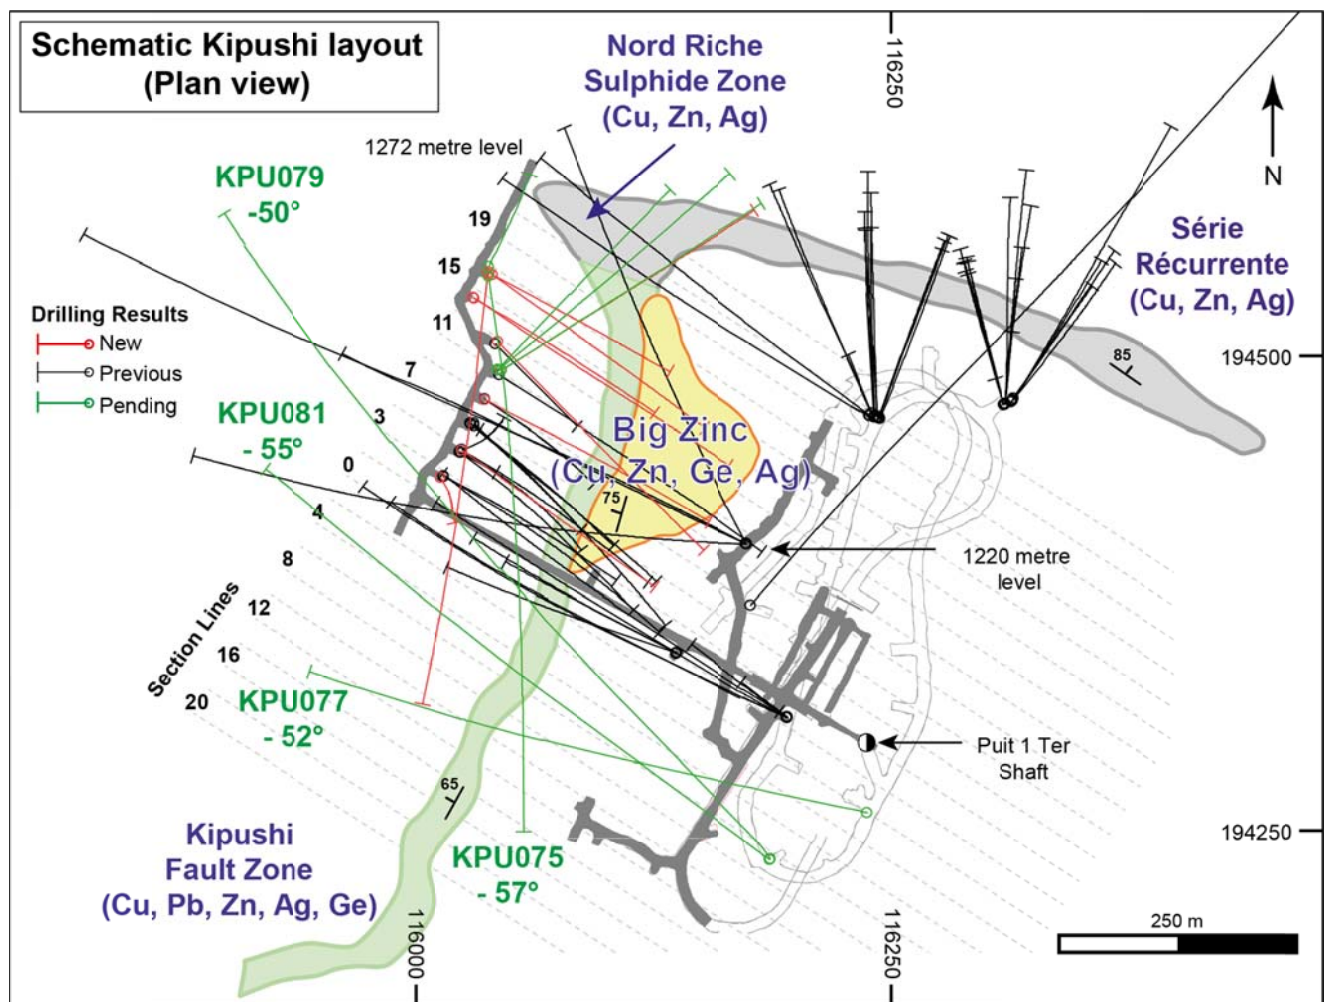 Schematic Kipushi layout
(Plan view)
Nord Riche
Sulphide Zone
(Cu, Zn, Ag)
116250
1272 metre level
N
KPU079
-50°
19
Série
Récurrente
(Cu, Zn, Ag)
15
Drilling Results
New
Previous
Pending
11
194500
85
7
KPU081
- 55°
3
Big Zinc
(Cu, Zn, Ge, Ag)
0
75
4
1220 metre
level
8
12
Section Lines
16
20
KPU077
- 52°
Puit 1 Ter
Shaft
65
194250
Kipushi
Fault Zone
(Cu, Pb, Zn, Ag, Ge)
KPU075
- 57°
250 m
116000
116250